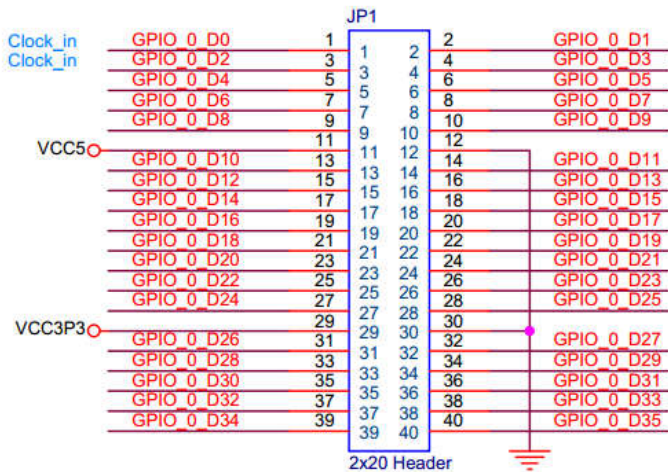 JP1
Clock_in GPIO_0_D0 1 1 2 2 GPIO_0_D1
Clock_in GPIO_0_D2 3 3 4 4 GPIO_0_D3
GPIO_0_D4 5 5 6 6 GPIO_0_D5
GPIO_0_D6 7 7 8 8 GPIO_0_D7
GPIO_0_D8 9 9 10 10 GPIO_0_D9
VCC5 11 11 12 12
GPIO_0_D10 13 13 14 14 GPIO_0_D11
GPIO_0_D12 15 15 16 16 GPIO_0_D13
GPIO_0_D14 17 17 18 18 GPIO_0_D15
GPIO_0_D16 19 19 20 20 GPIO_0_D17
GPIO_0_D18 21 21 22 22 GPIO_0_D19
GPIO_0_D20 23 23 24 24 GPIO_0_D21
GPIO_0_D22 25 25 26 26 GPIO_0_D23
GPIO_0_D24 27 27 28 28 GPIO_0_D25
VCC3P3 29 29 30 30
GPIO_0_D26 31 31 32 32 GPIO_0_D27
GPIO_0_D28 33 33 34 34 GPIO_0_D29
GPIO_0_D30 35 35 36 36 GPIO_0_D31
GPIO_0_D32 37 37 38 38 GPIO_0_D33
GPIO_0_D34 39 39 40 40 GPIO_0_D35
2x20 Header